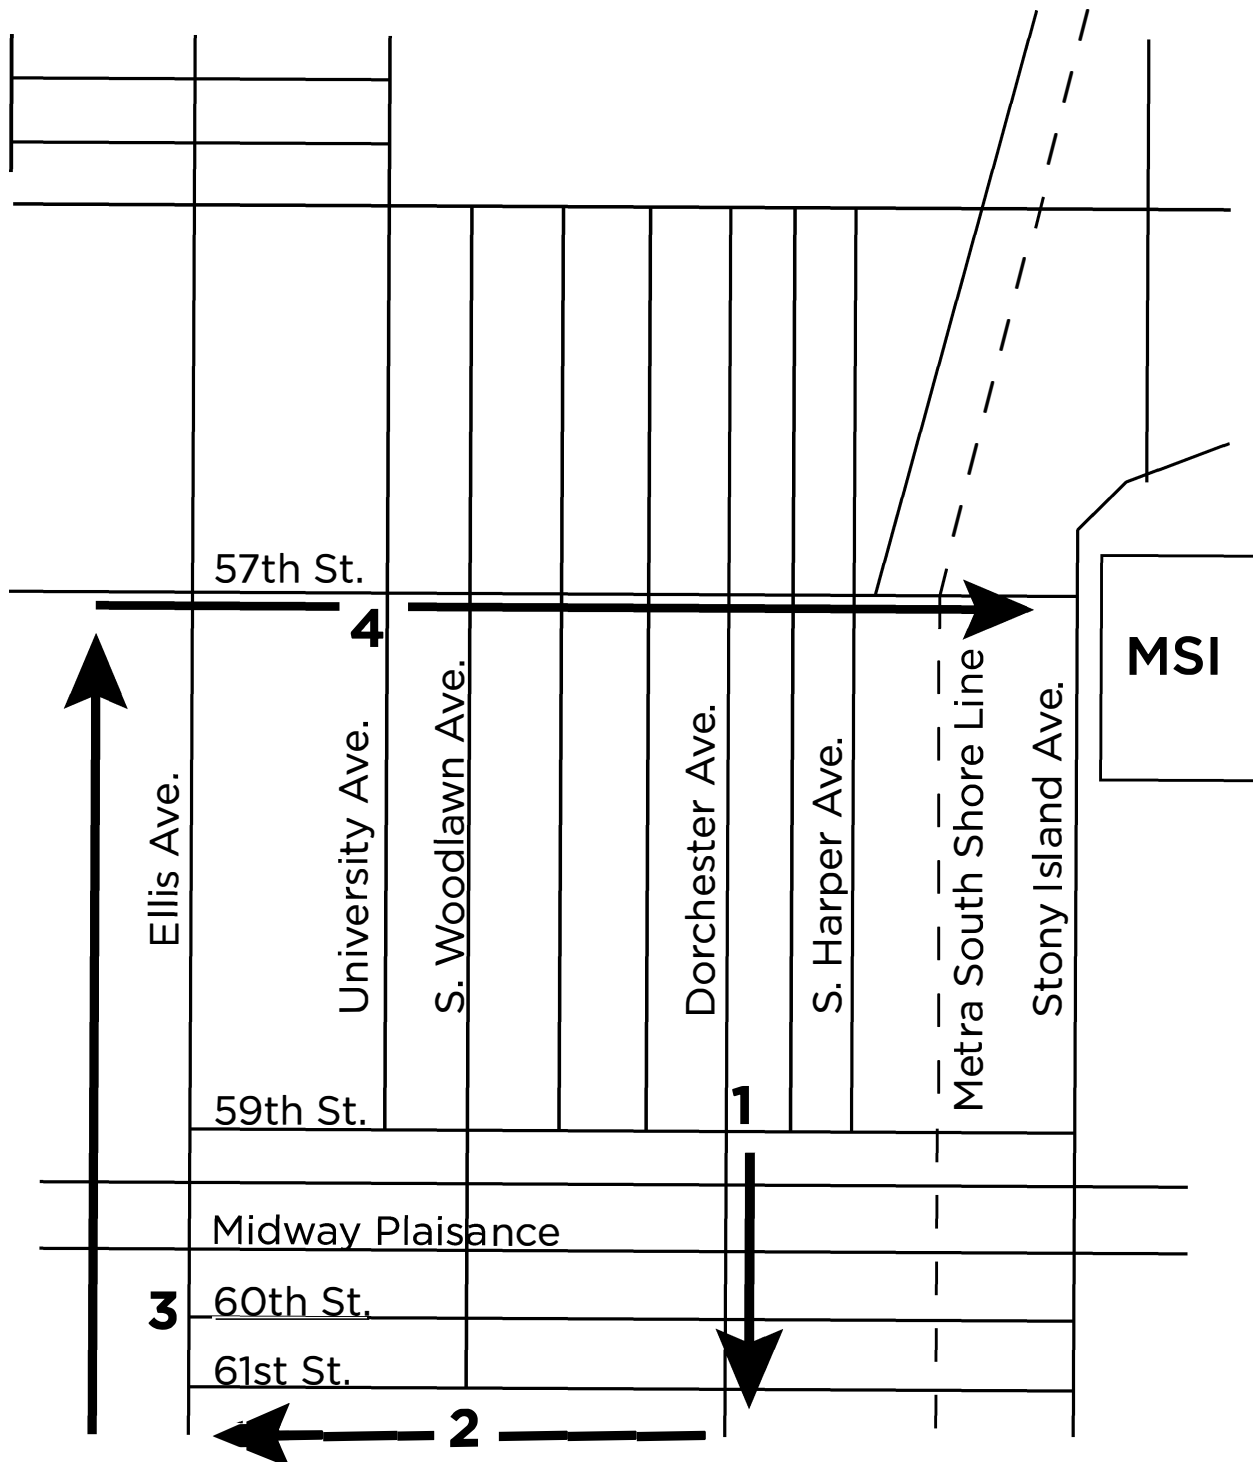 57th St.
4
MSI
Ellis Ave.
University Ave.
S. Woodlawn Ave.
Dorchester Ave.
S. Harper Ave.
Metra South Shore Line
Stony Island Ave.
1
59th St.
Midway Plaisance
3
60th St.
61st St.
2